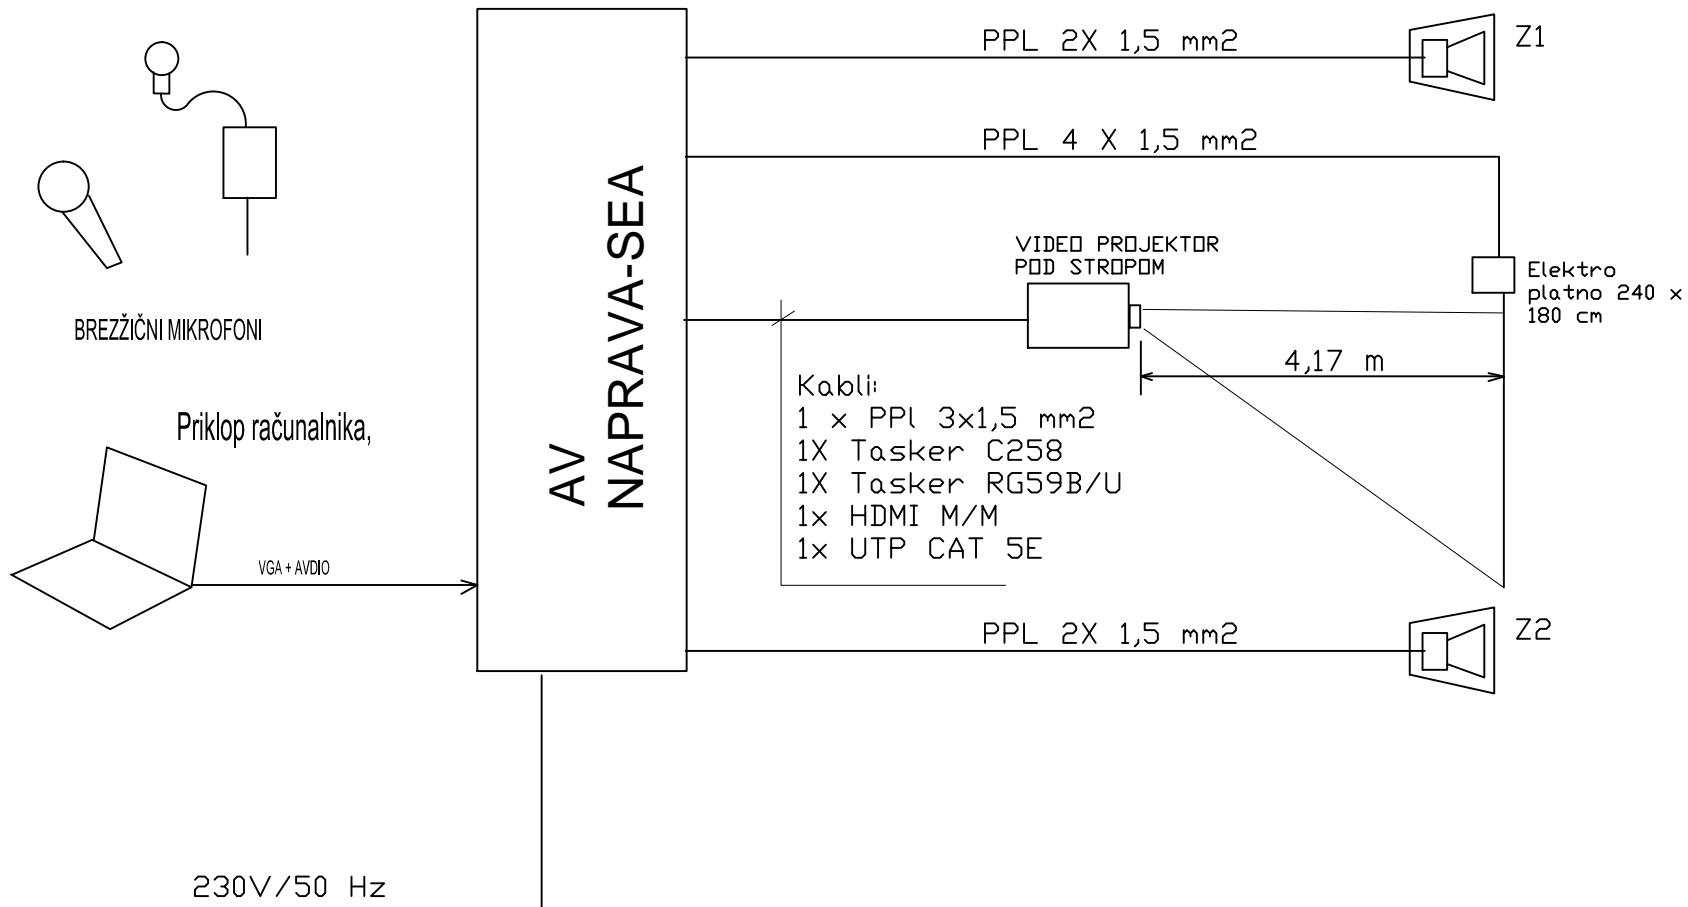 PPL 2X 1,5 mm2
Z1
PPL 4 X 1,5 mm2
AV
NAPRAVA-SEA
VIDEO PROJEKTOR
POD STROPOM
Elektro
platno 240 x
180 cm
BREZŽIČNI MIKROFONI
4,17 m
Kabli:
1 x PPl 3x1,5 mm2
1X Tasker C258
1X Tasker RG59B/U
1x HDMI M/M
1x UTP CAT 5E
Priklop računalnika,
VGA + AVDIO
PPL 2X 1,5 mm2
Z2
230V/50 Hz